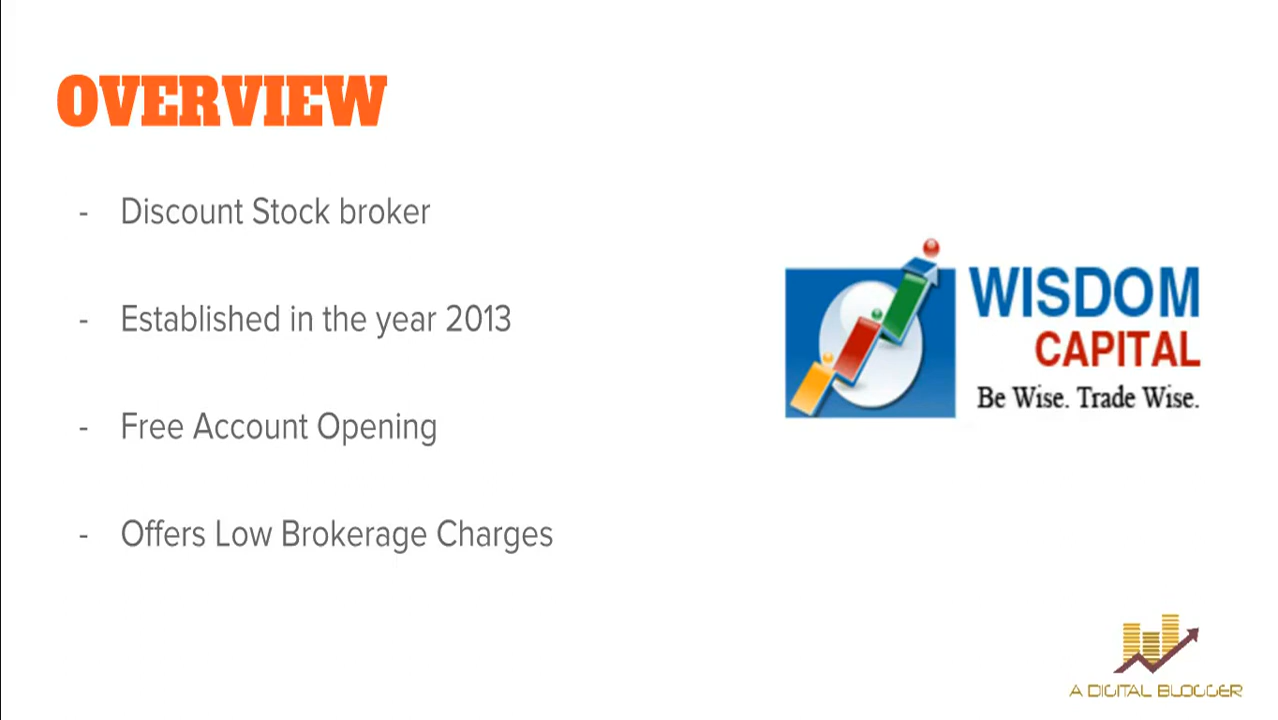 OVERVIEW
- Discount Stock broker
- Established in the year 2013
- Free Account Opening
- Offers Low Brokerage Charges
WISDOM
CAPITAL
Be Wise. Trade Wise.
A DIGITAL BLOGGER